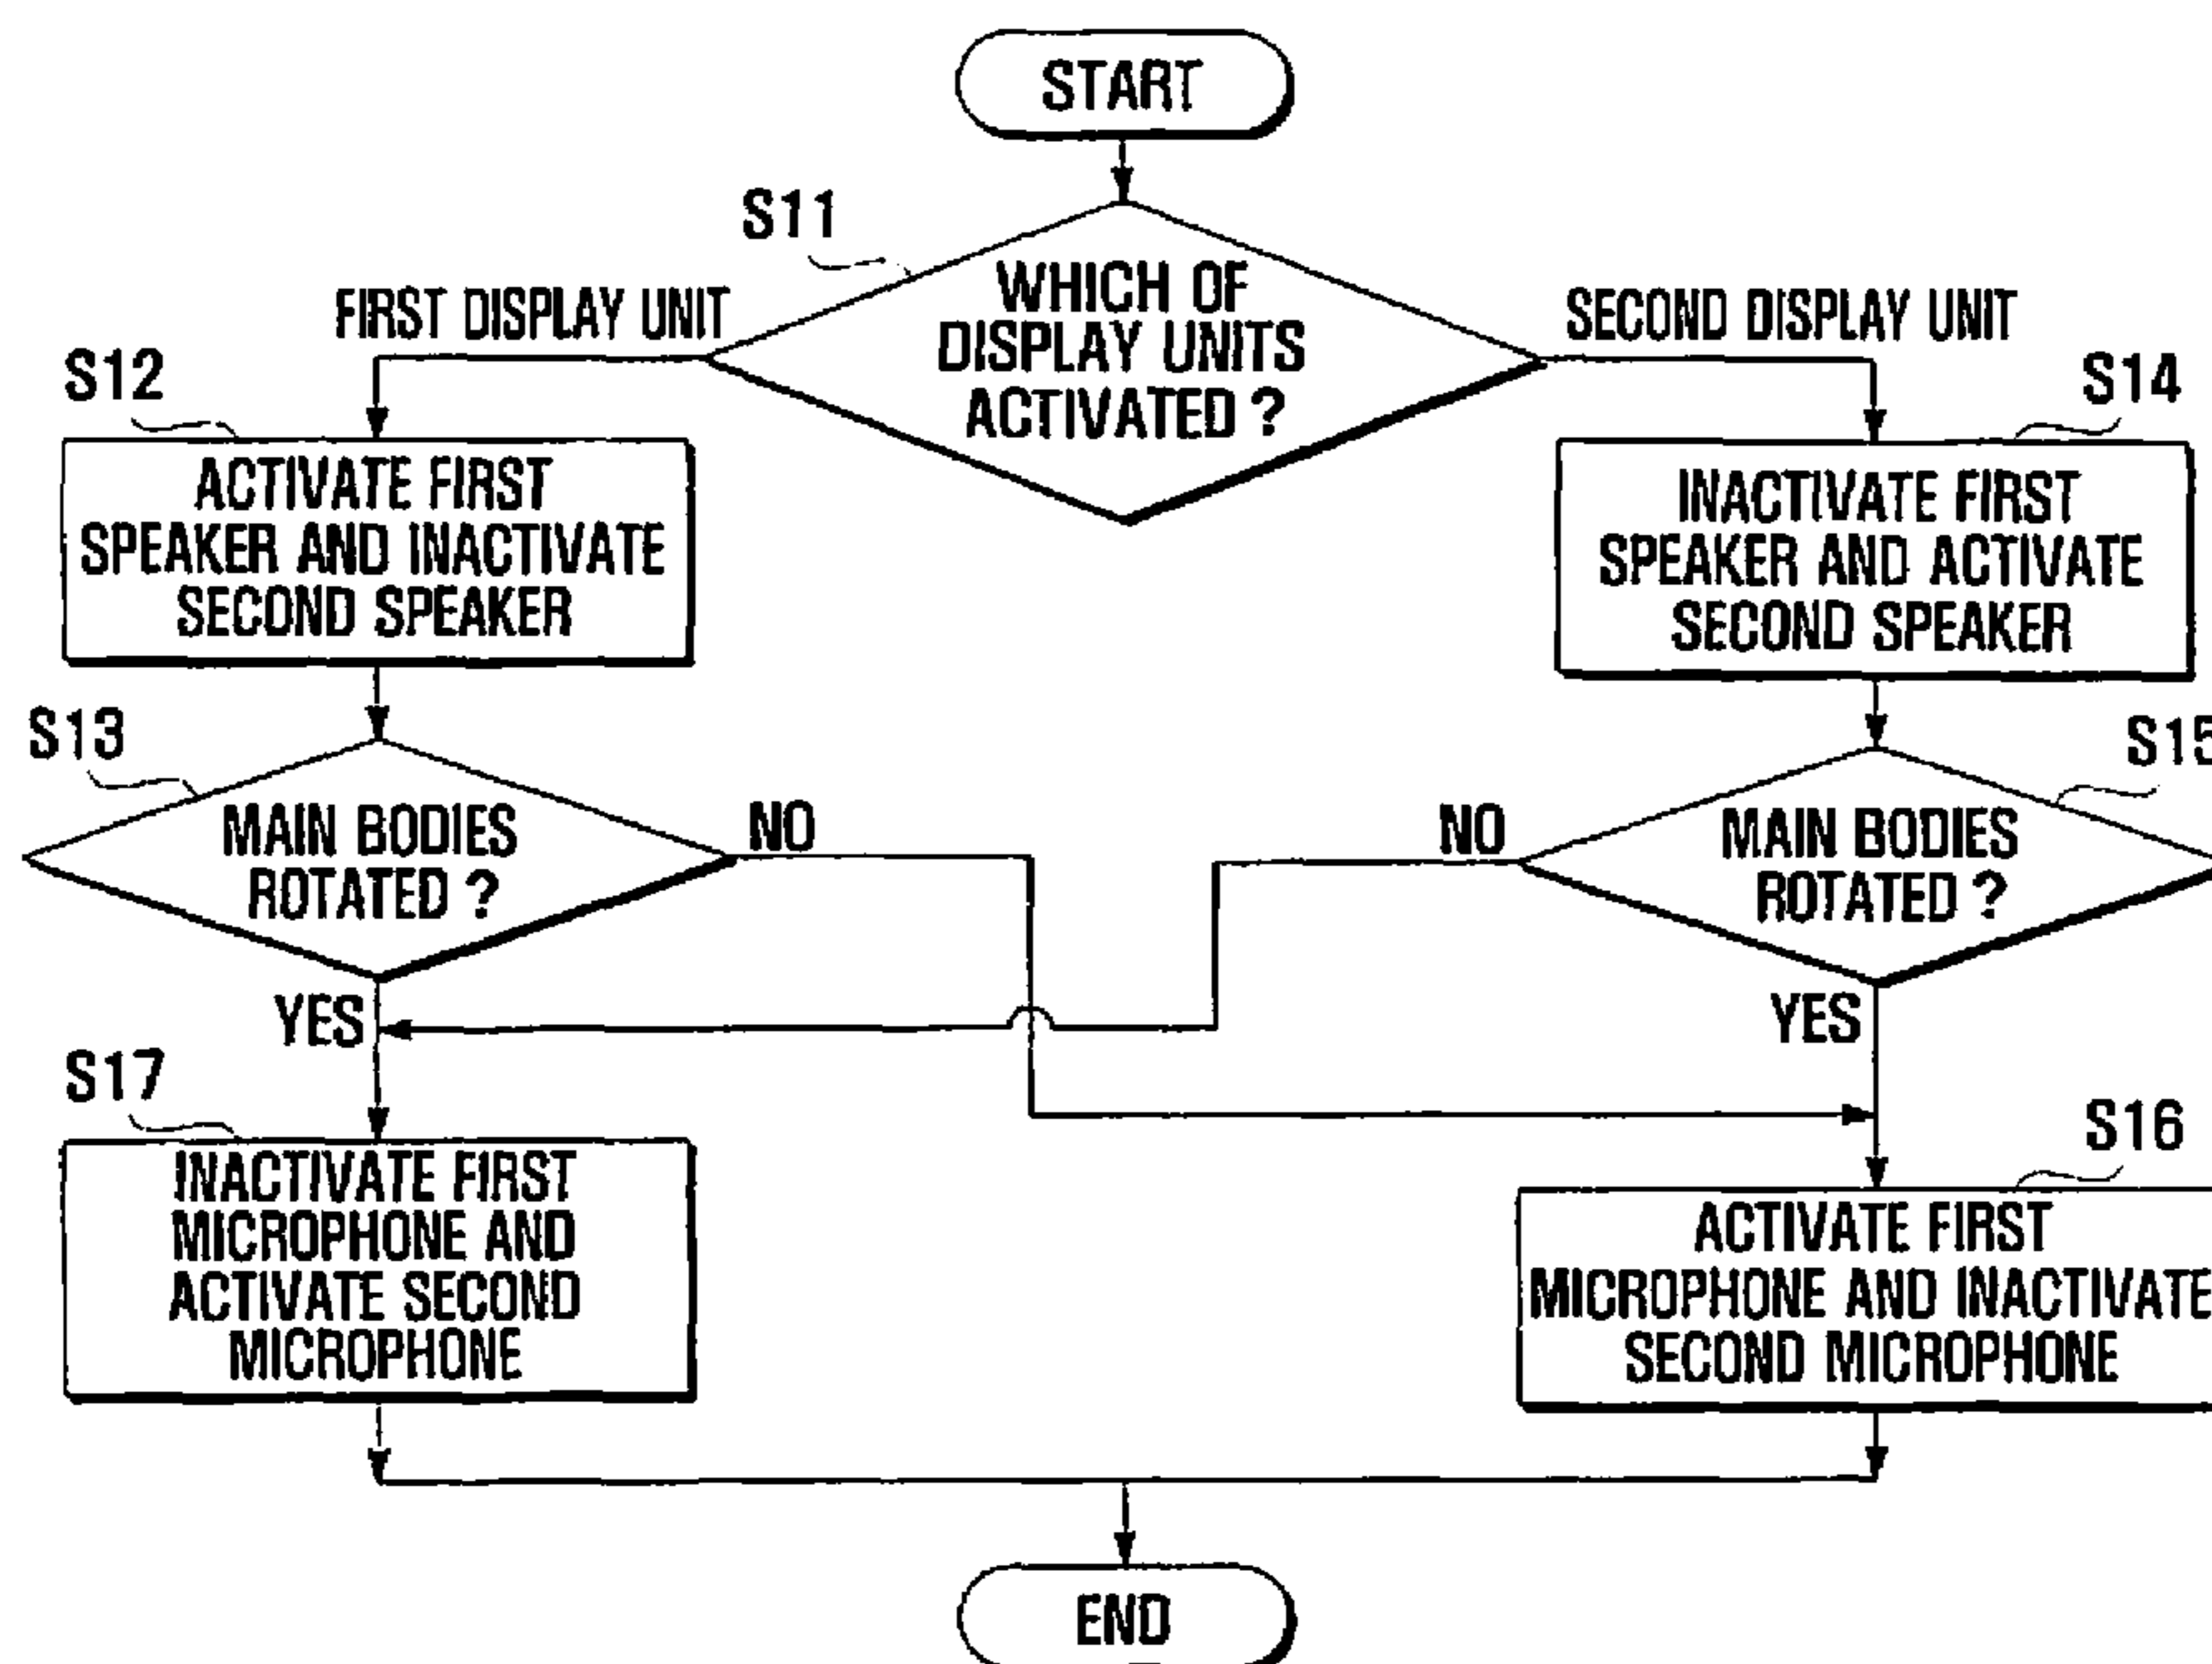 START
S11
WHICH OF
DISPLAY UNITS
ACTIVATED ?
FIRST DISPLAY UNIT
SECOND DISPLAY UNIT
S12
ACTIVATE FIRST
SPEAKER AND INACTIVATE
SECOND SPEAKER
S14
INACTIVATE FIRST
SPEAKER AND ACTIVATE
SECOND SPEAKER
S13
MAIN BODIES
ROTATED ?
NO
YES
S15
MAIN BODIES
ROTATED ?
NO
YES
S17
INACTIVATE FIRST
MICROPHONE AND
ACTIVATE SECOND
MICROPHONE
S16
ACTIVATE FIRST
MICROPHONE AND INACTIVATE
SECOND MICROPHONE
END